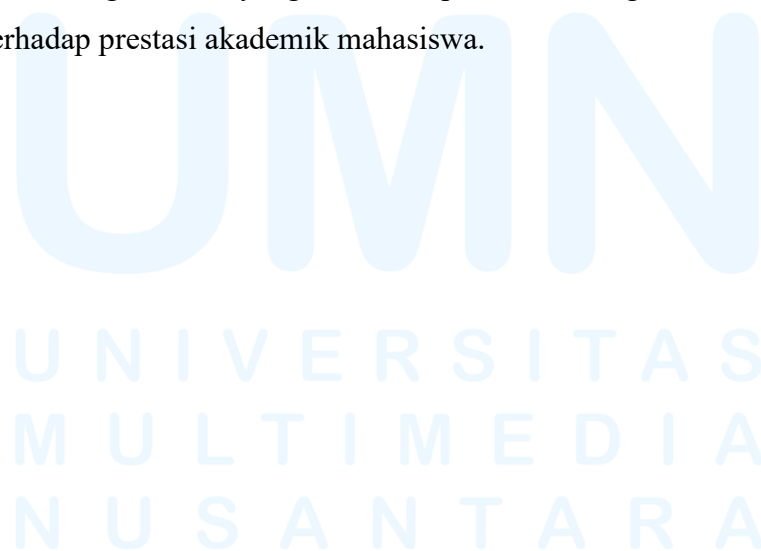 erhadap prestasi akademik mahasiswa.
UMN
UNIVERSITAS
MULTIMEDIA
NUSANTARA